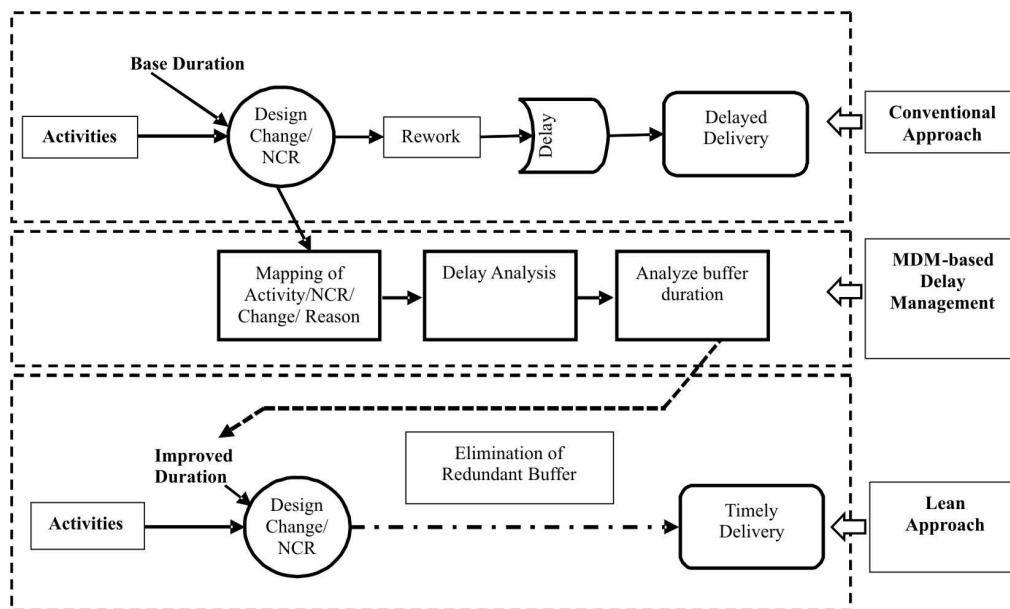 Base Duration
Activities
Design
Change/
NCR
Rework
Delay
Delayed
Delivery
Conventional
Approach
Mapping of
Activity/NCR/
Change/ Reason
Delay Analysis
Analyze buffer
duration
MDM-based
Delay
Management
Improved
Duration
Elimination of
Redundant Buffer
Activities
Design
Change/
NCR
Timely
Delivery
Lean
Approach